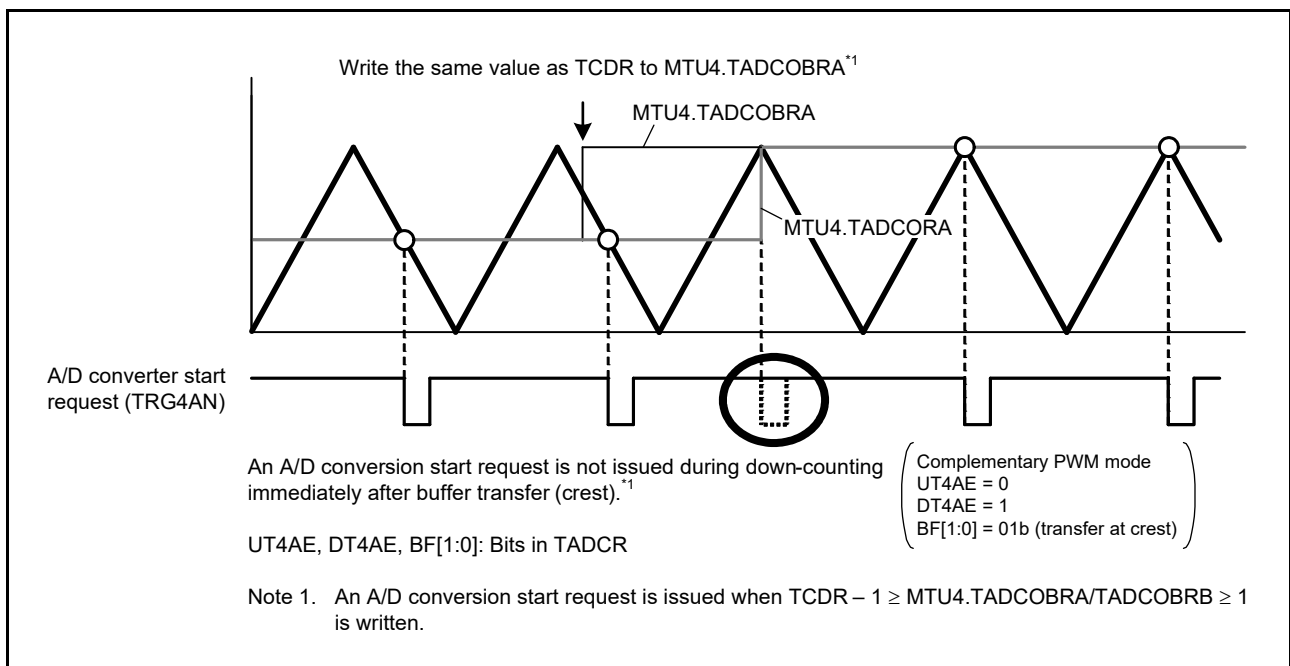 Write the same value as TCDR to MTU4.TADCOBRA*1
MTU4.TADCOBRA
MTU4.TADCORA
A/D converter start
request (TRG4AN)
An A/D conversion start request is not issued during down-counting
immediately after buffer transfer (crest).*1
Complementary PWM mode
UT4AE = 0
DT4AE = 1
BF[1:0] = 01b (transfer at crest)
UT4AE, DT4AE, BF[1:0]: Bits in TADCR
Note 1. An A/D conversion start request is issued when TCDR – 1 ≥ MTU4.TADCOBRA/TADCOBRB ≥ 1
is written.